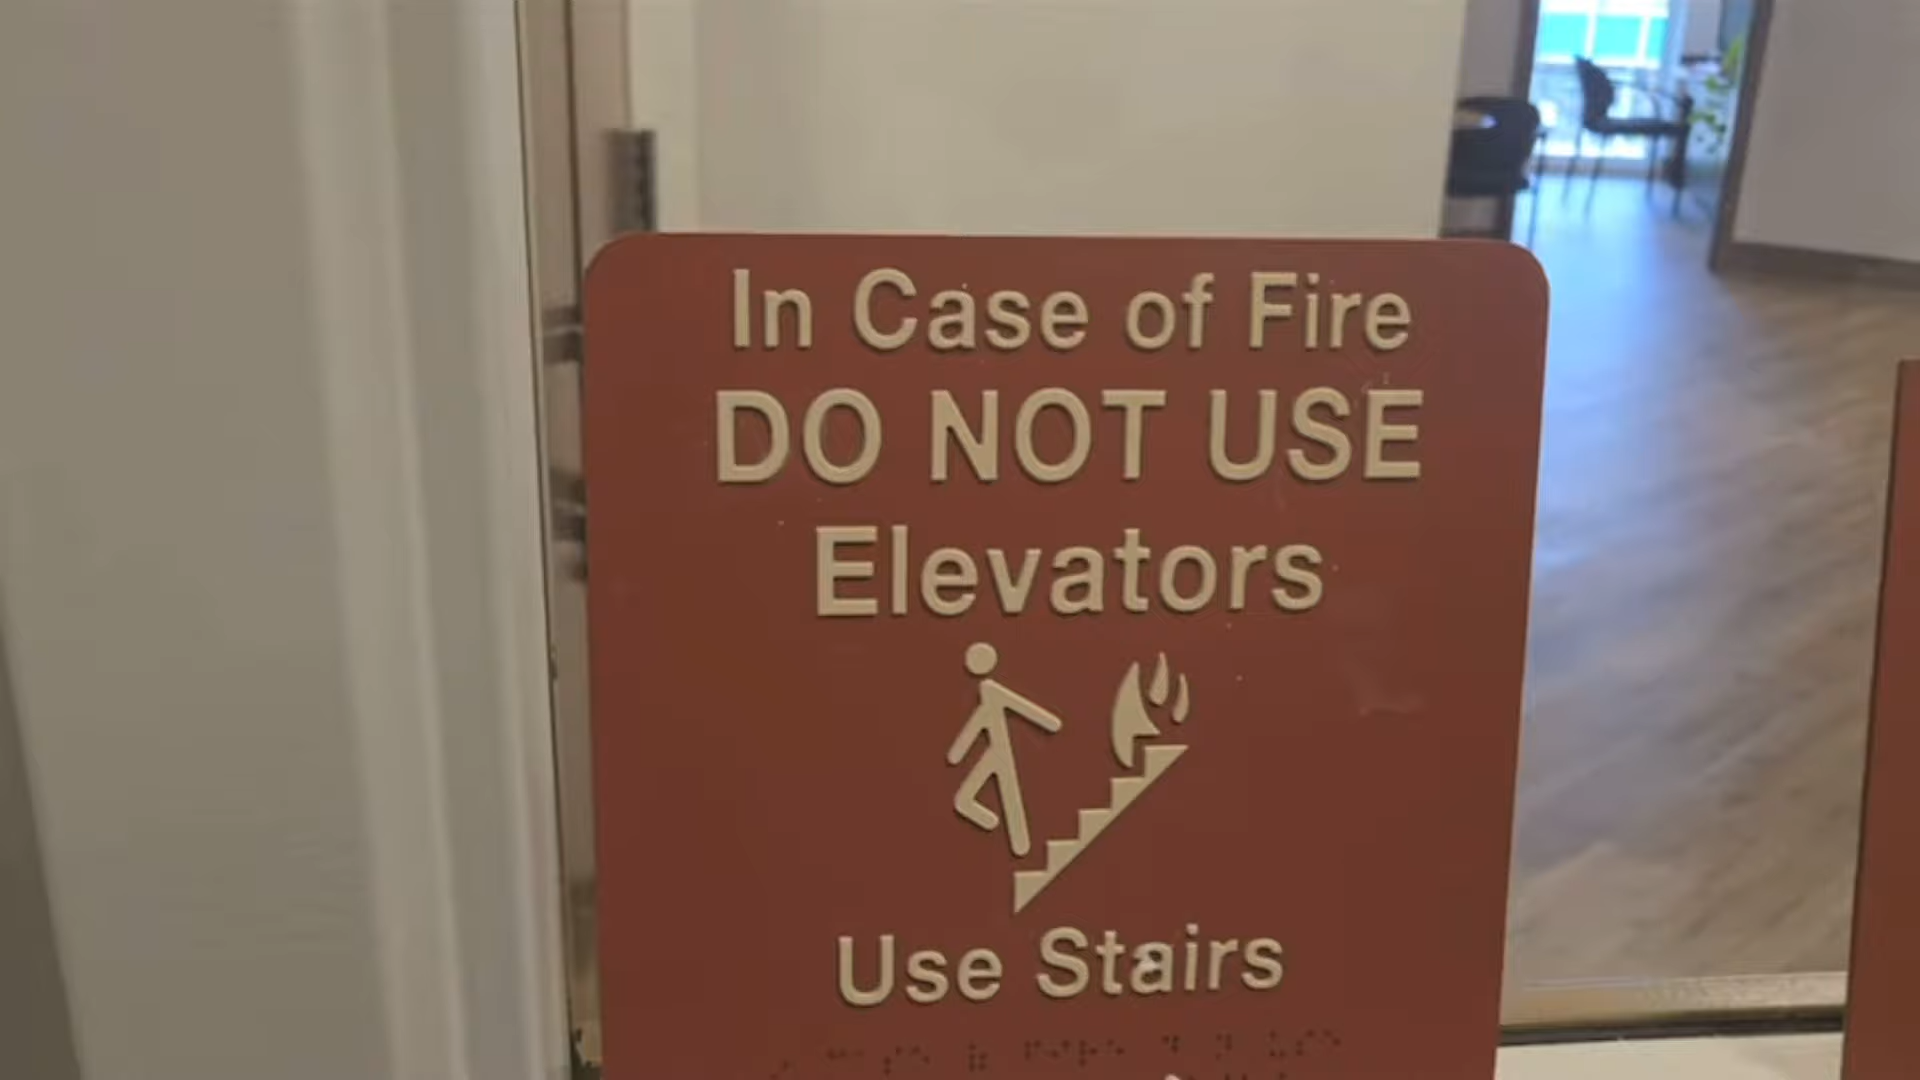 In Case of Fire
DO NOT USE
Elevators
Use Stairs